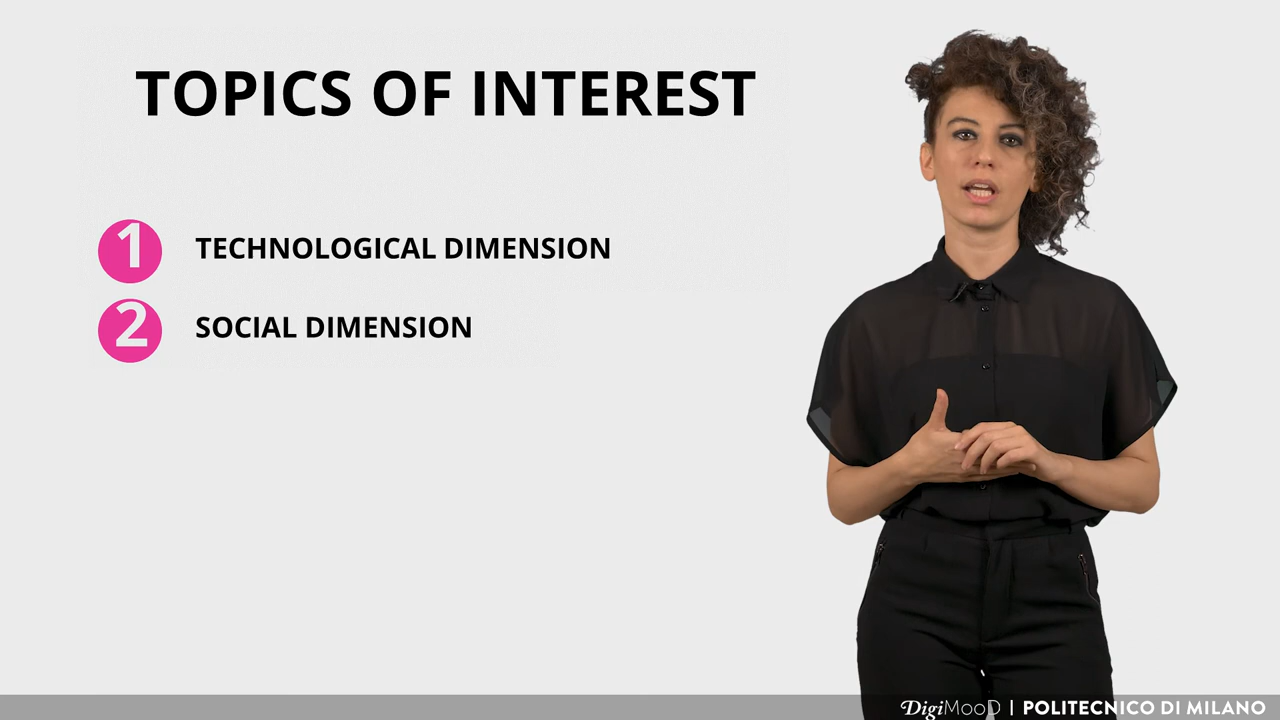 TOPICS OF INTEREST
1 TECHNOLOGICAL DIMENSION
2 SOCIAL DIMENSION
DigiMooD | POLITECNICO DI MILANO